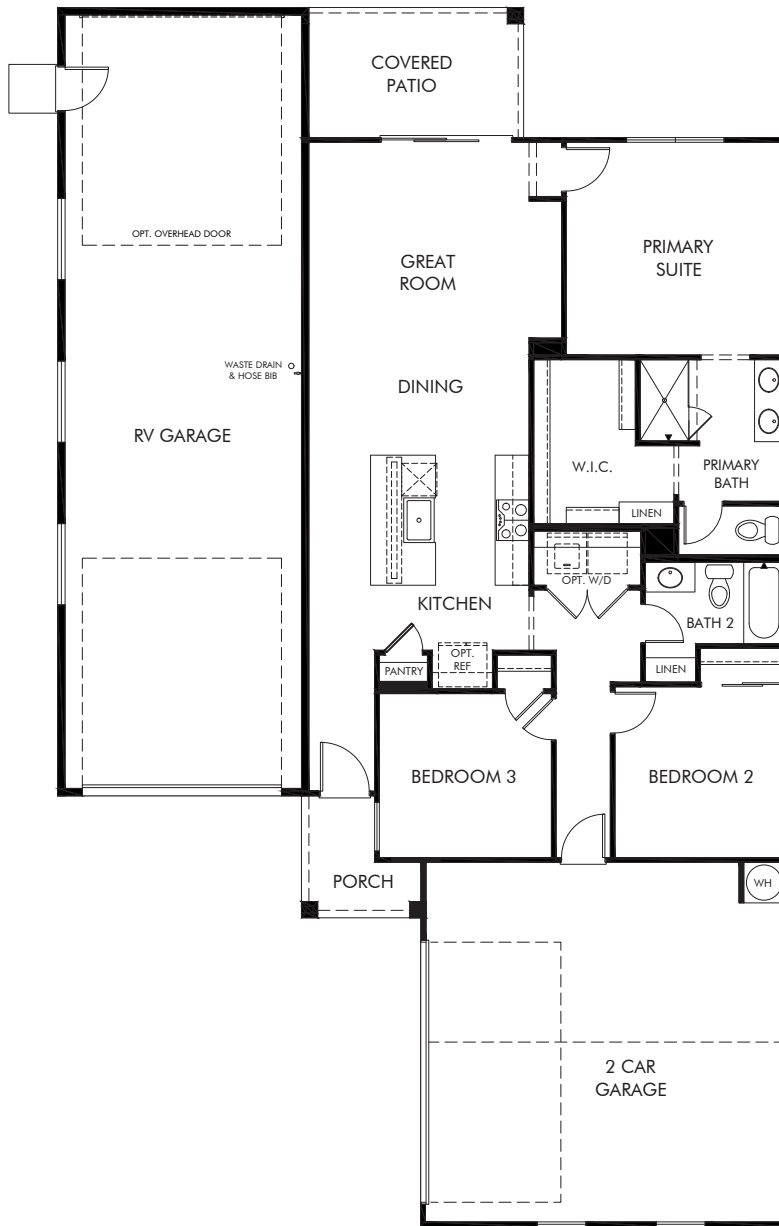 COVERED
PATIO
OPT. OVERHEAD DOOR
GREAT
ROOM
PRIMARY
SUITE
WASTE DRAIN
& HOSE BIB
DINING
RV GARAGE
W.I.C.
PRIMARY
BATH
LINEN
OPT. W/D
KITCHEN
BATH 2
OPT.
REF
PANTRY
LINEN
BEDROOM 3
BEDROOM 2
PORCH
WH
2 CAR
GARAGE